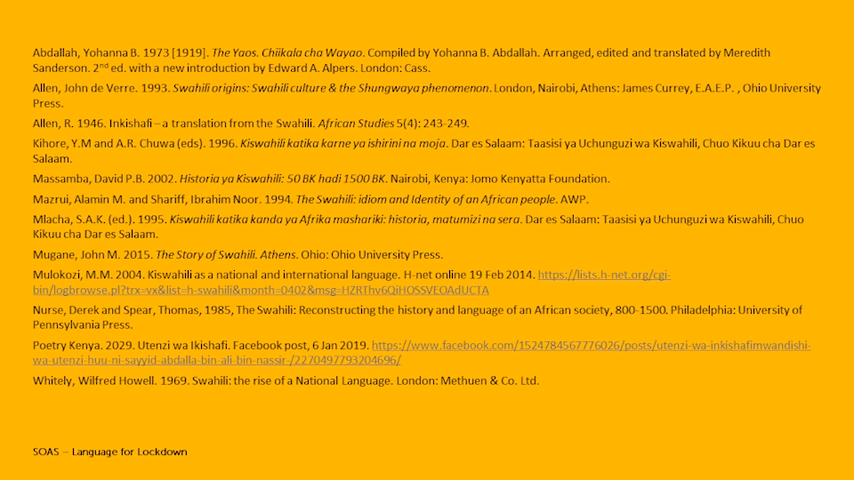 Abdallah, Yohanna B. 1973 [1919]. The Yaos. Chiikala cha Wayao. Compiled by Yohanna B. Abdallah. Arranged, edited and translated by Meredith
Sanderson. 2nd ed. with a new introduction by Edward A. Alpers. London: Cass.
Allen, John de Verre. 1993. Swahili origins: Swahili culture & the Shungwaya phenomenon. London, Nairobi, Athens: James Currey, E.A.E.P. , Ohio University
Press.
Allen, R. 1946. Inkishafi – a translation from the Swahili. African Studies 5(4): 243-249.
Kihore, Y.M and A.R. Chuwa (eds). 1996. Kiswahili katika karne ya ishirini na moja. Dar es Salaam: Taasisi ya Uchunguzi wa Kiswahili, Chuo Kikuu cha Dar es
Salaam.
Massamba, David P.B. 2002. Historia ya Kiswahili: 50 BK hadi 1500 BK. Nairobi, Kenya: Jomo Kenyatta Foundation.
Mazrui, Alamin M. and Shariff, Ibrahim Noor. 1994. The Swahili: idiom and Identity of an African people. AWP.
Mlacha, S.A.K. (ed.). 1995. Kiswahili katika kanda ya Afrika mashariki: historia, matumizi na sera. Dar es Salaam: Taasisi ya Uchunguzi wa Kiswahili, Chuo
Kikuu cha Dar es Salaam.
Mugane, John M. 2015. The Story of Swahili. Athens. Ohio: Ohio University Press.
Mulokozi, M.M. 2004. Kiswahili as a national and international language. H-net online 19 Feb 2014. https://lists.h-net.org/cgi-
bin/logbrowse.pl?trx=vx&list=h-swahili&month=0402&msg=HZRThv6QiHOSSVEOAdUCTA
Nurse, Derek and Spear, Thomas, 1985, The Swahili: Reconstructing the history and language of an African society, 800-1500. Philadelphia: University of
Pennsylvania Press.
Poetry Kenya. 2029. Utenzi wa Ikishafi. Facebook post, 6 Jan 2019. https://www.facebook.com/1524784567776026/posts/utenzi-wa-inkishafimwandishi-
wa-utenzi-huu-ni-sayyid-abdalla-bin-ali-bin-nassir-/2270497793204696/
Whitely, Wilfred Howell. 1969. Swahili: the rise of a National Language. London: Methuen & Co. Ltd.
SOAS – Language for Lockdown